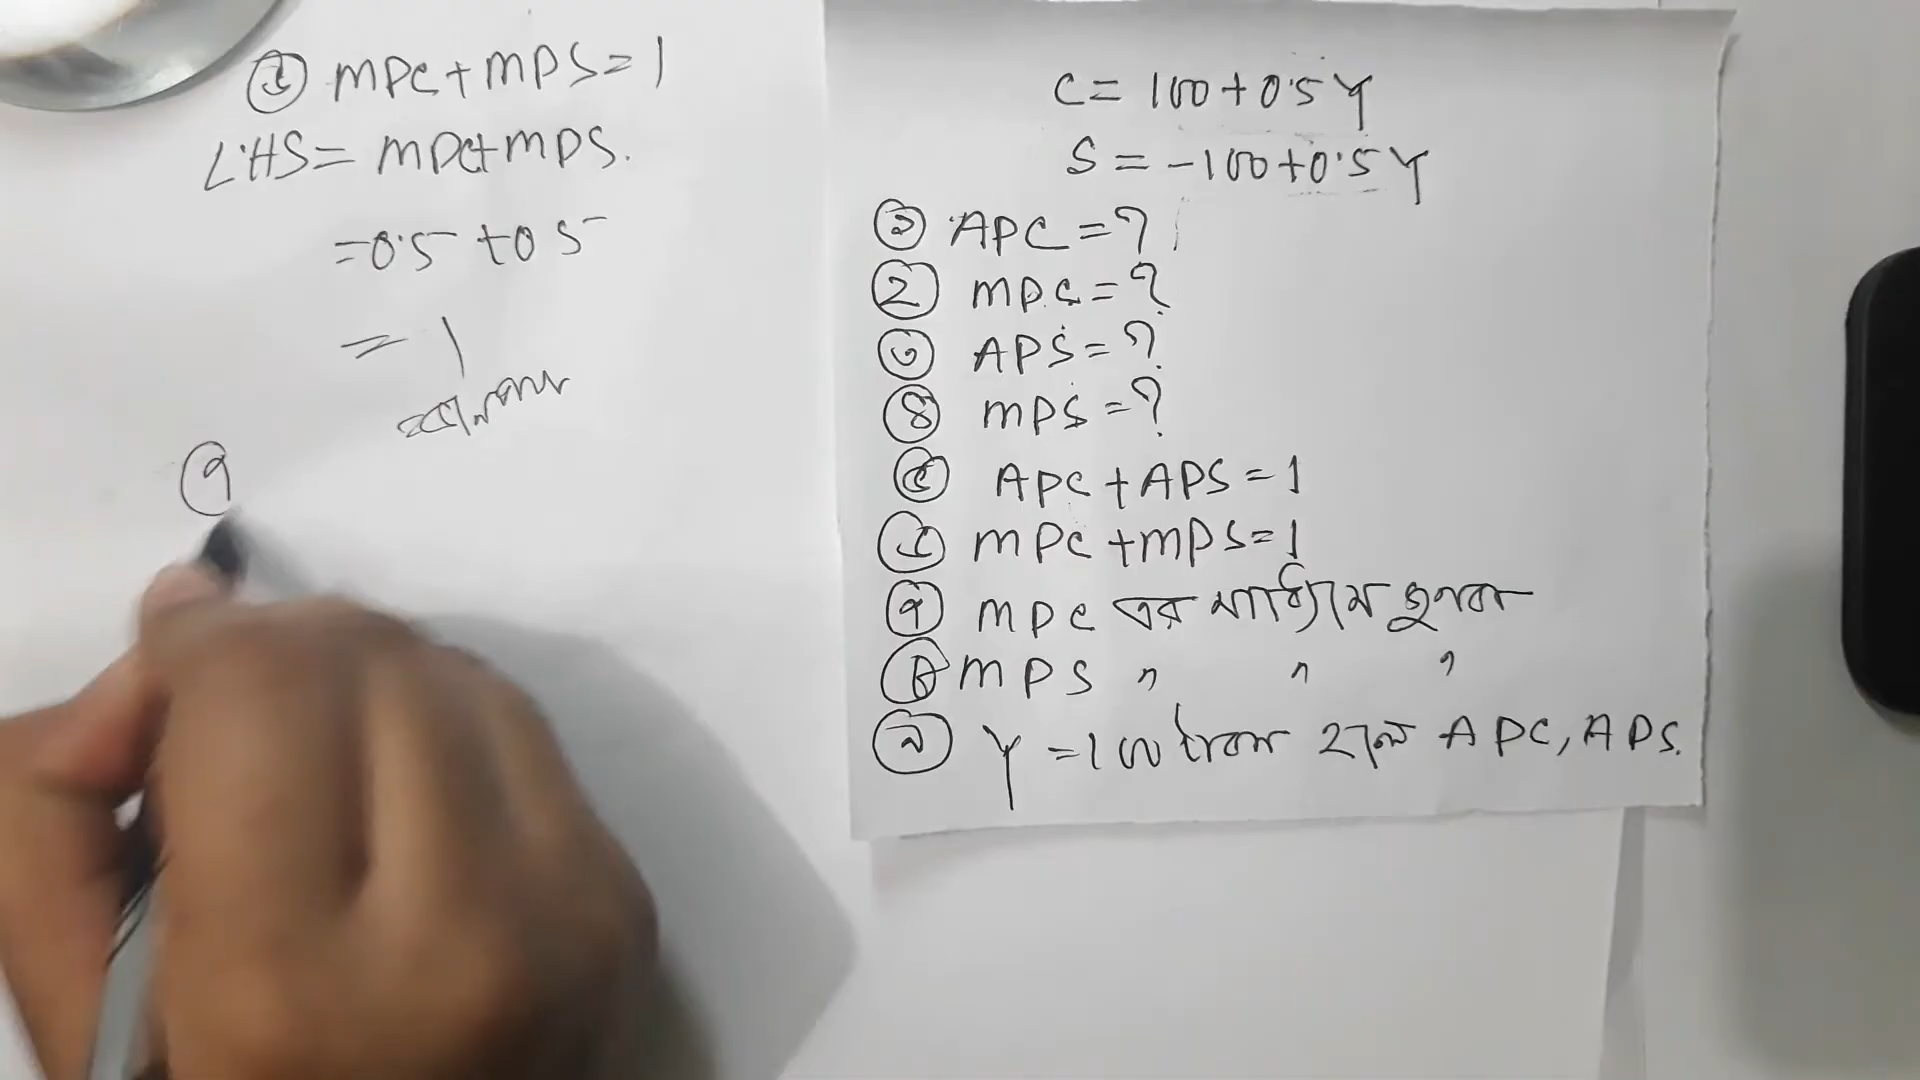 ৬ MPC+MPS=1
LHS= MPC+MPS.
=0.5 +0 5
= 1
৭
C= 100+0.5Y
S=-100+0.5Y
১ APC=?
২ MPC=?
৩ APS=?
৪ MPS=?
৫ APC+APS=1
৬ MPC+MPS=1
৭ MPC এর মাধ্যমে গুণক
৮ MPS " " "
৯ Y=100 টাকা হলে APC, APS.